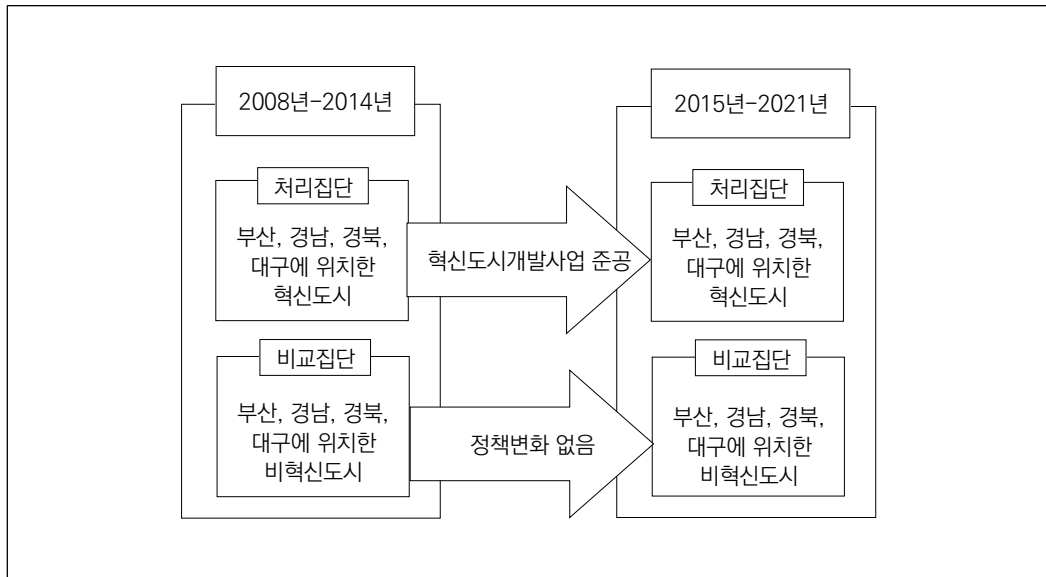 2008년-2014년
처리집단
부산, 경남, 경북,
대구에 위치한
혁신도시
비교집단
부산, 경남, 경북,
대구에 위치한
비혁신도시
혁신도시개발사업 준공
정책변화 없음
2015년-2021년
처리집단
부산, 경남, 경북,
대구에 위치한
혁신도시
비교집단
부산, 경남, 경북,
대구에 위치한
비혁신도시